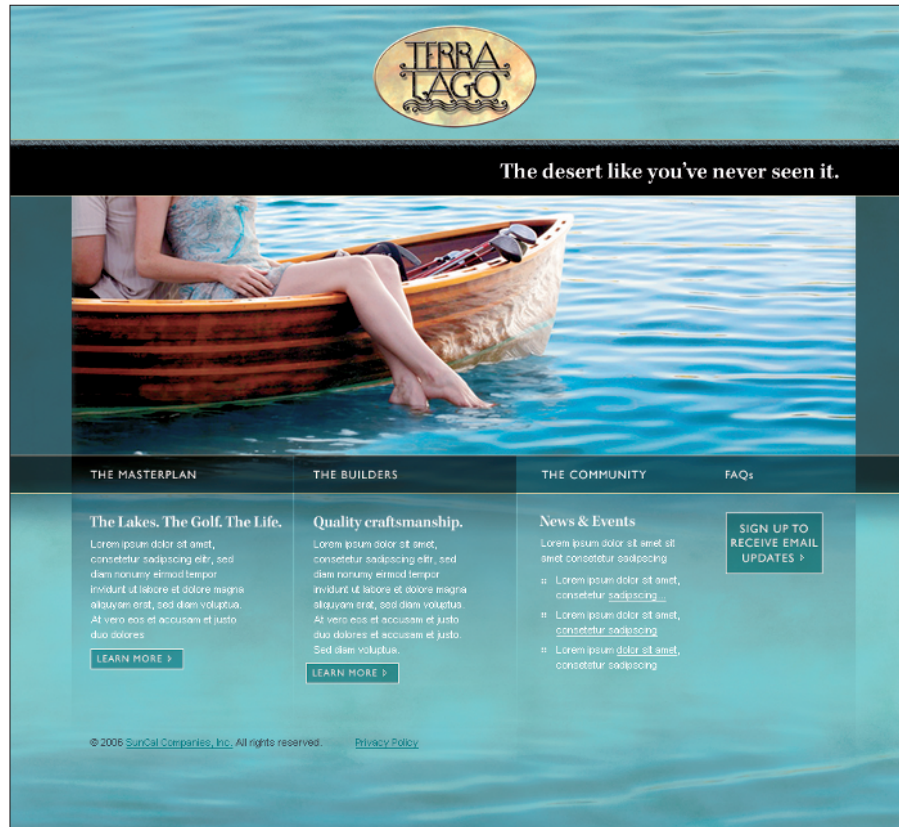 TERRA
LAGO
The desert like you've never seen it.
THE MASTERPLAN
THE BUILDERS
THE COMMUNITY
FAQs
The Lakes. The Golf. The Life.
Lorem ipsum dolor sit amet,
consetetur sadipscing elitr, sed
diam nonumy eirmod tempor
invidunt ut labore et dolore magna
aliquyam erat, sed diam voluptua.
At vero eos et accusam et justo
duo dolores
LEARN MORE
Quality craftsmanship.
Lorem ipsum dolor sit amet,
consetetur sadipscing elitr, sed
diam nonumy eirmod tempor
invidunt ut labore et dolore magna
aliquyam erat, sed diam voluptua.
At vero eos et accusam et justo
duo dolores et accusam et justo.
Sed diam voluptua.
LEARN MORE
News & Events
Lorem ipsum dolor sit amet sit
amet consetetur sadipscing
Lorem ipsum dolor sit amet,
consetetur sadipscing...
Lorem ipsum dolor sit amet,
consetetur sadipscing
Lorem ipsum dolor sit amet,
consetetur sadipscing
SIGN UP TO
RECEIVE EMAIL
UPDATES
© 2006 SunCal Companies, Inc. All rights reserved.
Privacy Policy